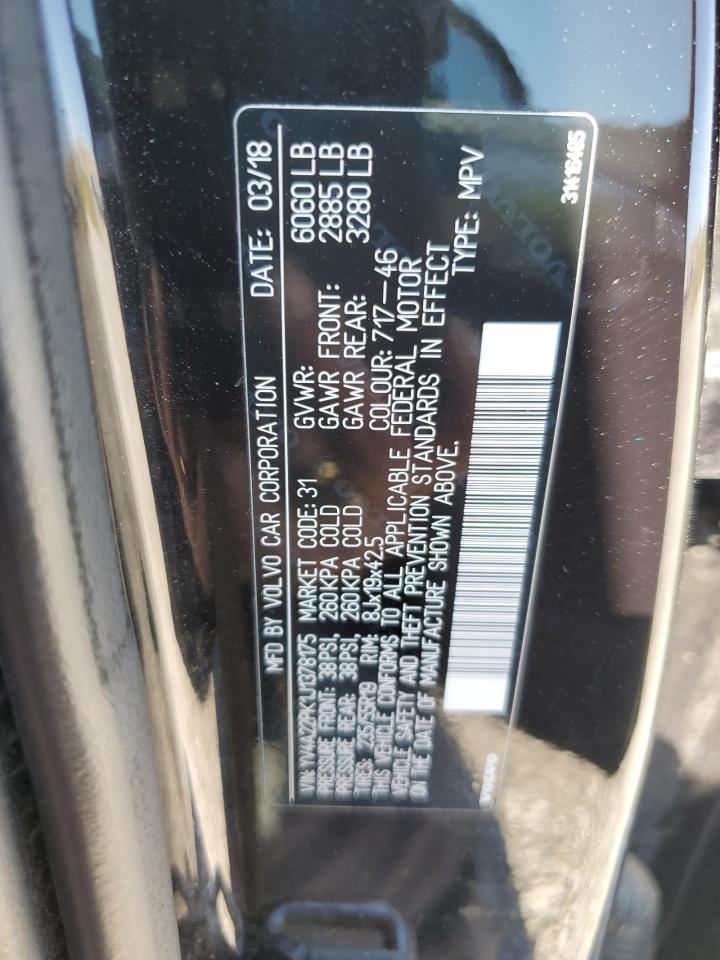 MFD BY VOLVO CAR CORPORATION DATE: 03/18
VIN: YV4A22PK1J1378175 MARKET CODE: 31 GVWR: 6060 LB
PRESSURE FRONT: 38PSI, 260KPA COLD GAWR FRONT: 2885 LB
PRESSURE REAR: 38PSI, 260KPA COLD GAWR REAR: 3280 LB
TIRES: 235/55R19 RIM: 8Jx19x42.5 COLOUR: 717-46
THIS VEHICLE CONFORMS TO ALL APPLICABLE FEDERAL MOTOR
VEHICLE SAFETY AND THEFT PREVENTION STANDARDS IN EFFECT
ON THE DATE OF MANUFACTURE SHOWN ABOVE. TYPE: MPV
VOLVO 31418485